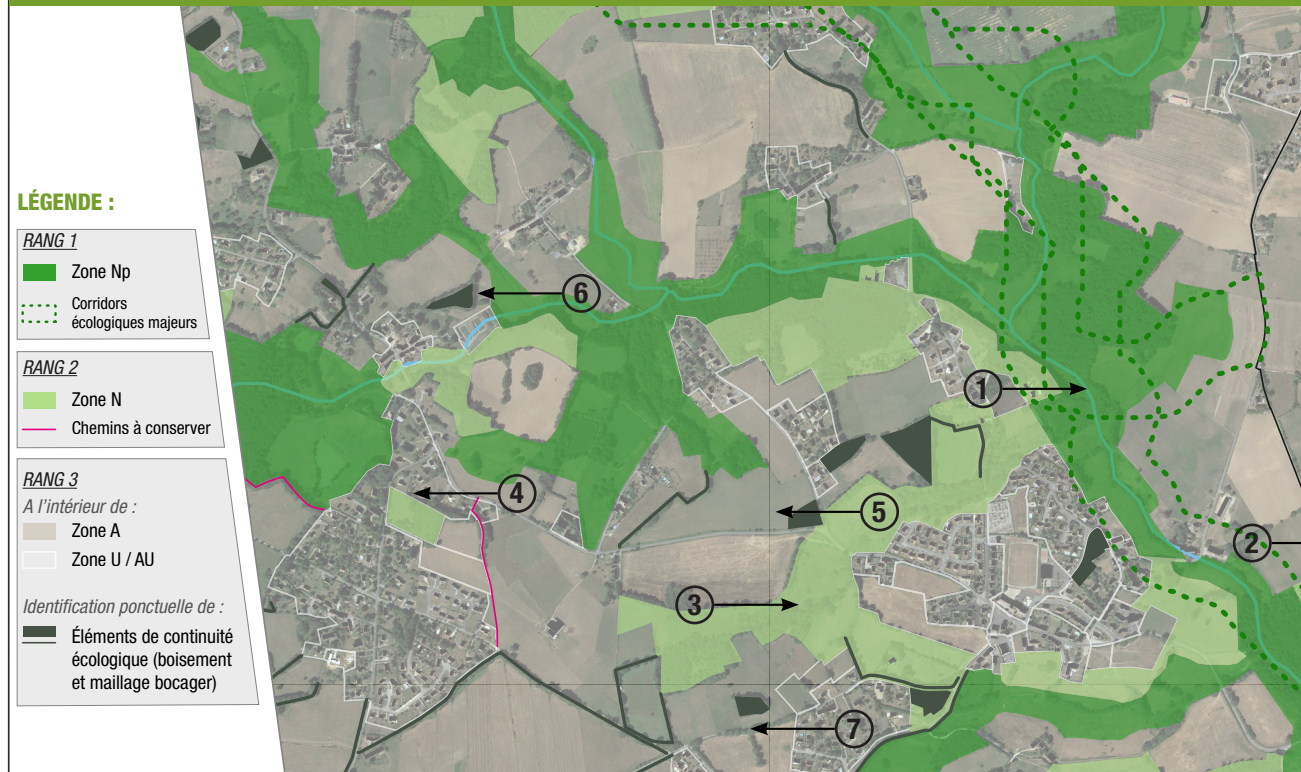 LÉGENDE :
RANG 1
Zone Np
Corridors
écologiques majeurs
RANG 2
Zone N
Chemins à conserver
RANG 3
A l'intérieur de :
Zone A
Zone U / AU
Identification ponctuelle de :
Éléments de continuité
écologique (boisement
et maillage bocager)
6
1
4
5
2
3
7